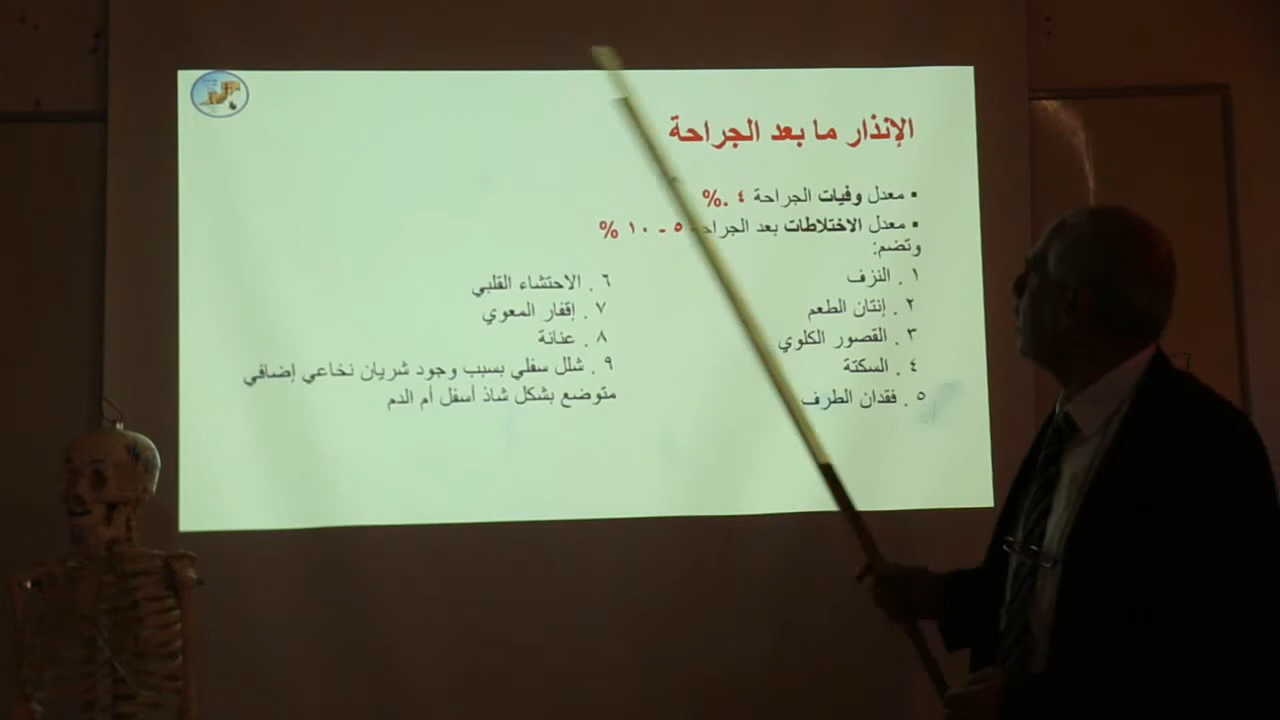 الإنذار ما بعد الجراحة
▪ معدل وفيات الجراحة ٤ .%
▪ معدل الاختلاطات بعد ٥ - ١٠ %
وتضم:
١ . النزف
٢ . إنتان الطعم
٣ . القصور الكلوي
٤ . السكتة
٥ . فقدان الطرف
٦ . الاحتشاء القلبي
٧ . إقفار المعوي
٨ . عنانة
٩ . شلل سفلي بسبب وجود شريان نخاعي إضافي
متوضع بشكل شاذ أسفل أم الدم